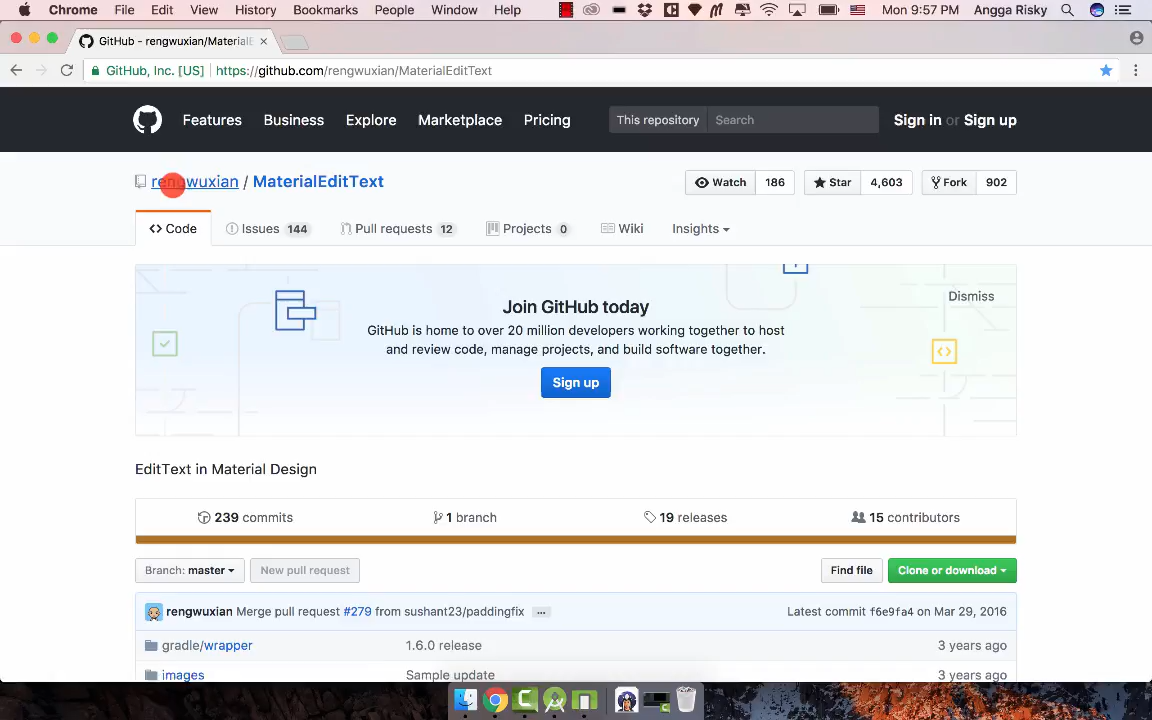 Chrome File Edit View History Bookmarks People Window Help Mon 9:57 PM Angga Risky
GitHub - rengwuxian/MaterialE
GitHub, Inc. [US] https://github.com/rengwuxian/MaterialEditText
Features Business Explore Marketplace Pricing This repository Search Sign in or Sign up
rengwuxian / MaterialEditText Watch 186 Star 4,603 Fork 902
Code Issues 144 Pull requests 12 Projects 0 Wiki Insights
Join GitHub today
Dismiss
GitHub is home to over 20 million developers working together to host
and review code, manage projects, and build software together.
Sign up
EditText in Material Design
239 commits 1 branch 19 releases 15 contributors
Branch: master New pull request Find file Clone or download
rengwuxian Merge pull request #279 from sushant23/paddingfix ... Latest commit f6e9fa4 on Mar 29, 2016
gradle/wrapper 1.6.0 release 3 years ago
images Sample update 3 years ago